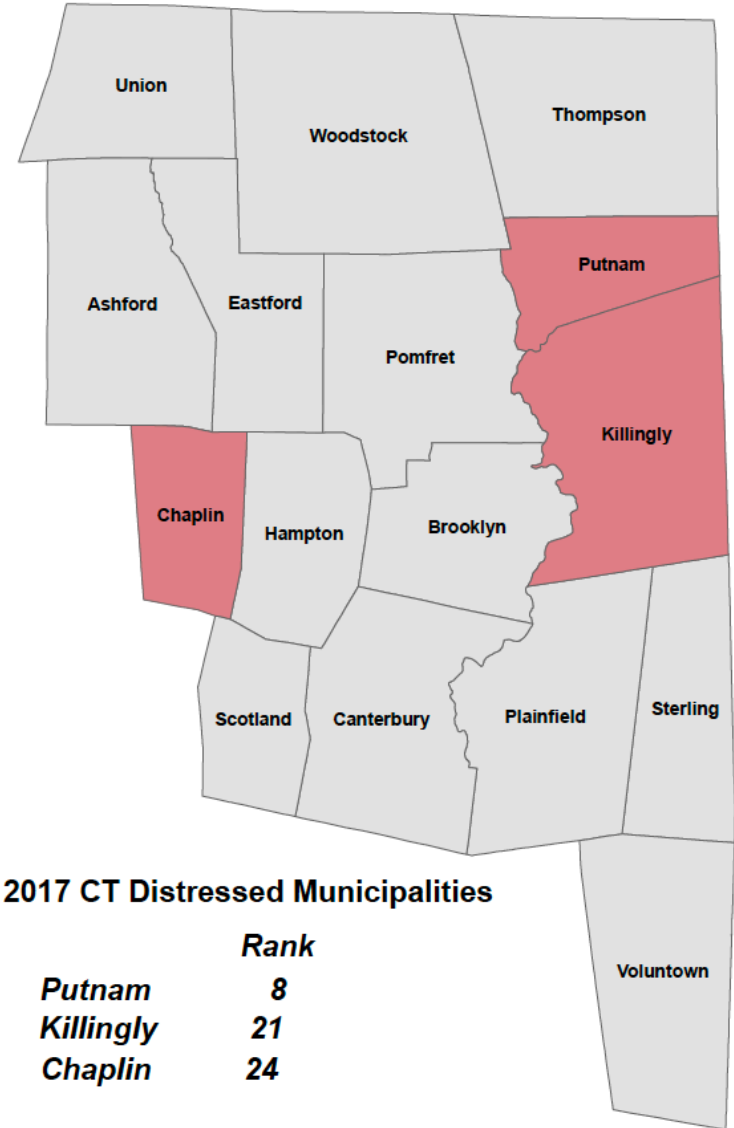 Union
Woodstock
Thompson
Putnam
Ashford
Eastford
Pomfret
Killingly
Chaplin
Hampton
Brooklyn
Scotland
Canterbury
Plainfield
Sterling
2017 CT Distressed Municipalities
Rank
Putnam 8
Killingly 21
Chaplin 24
Voluntown